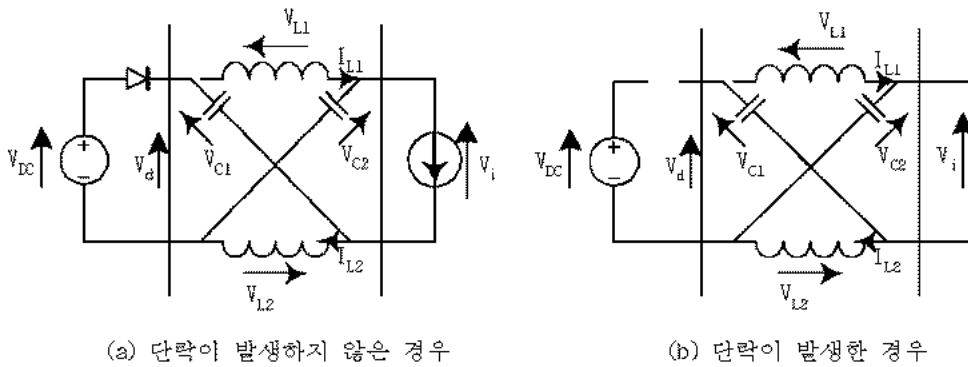 V_L1
I_L1
V_DC
+
-
V_d
V_C1
V_C2
V_i
I_L2
V_L2
(a) 단락이 발생하지 않은 경우
V_L1
I_L1
V_DC
+
-
V_d
V_C1
V_C2
V_i
I_L2
V_L2
(b) 단락이 발생한 경우